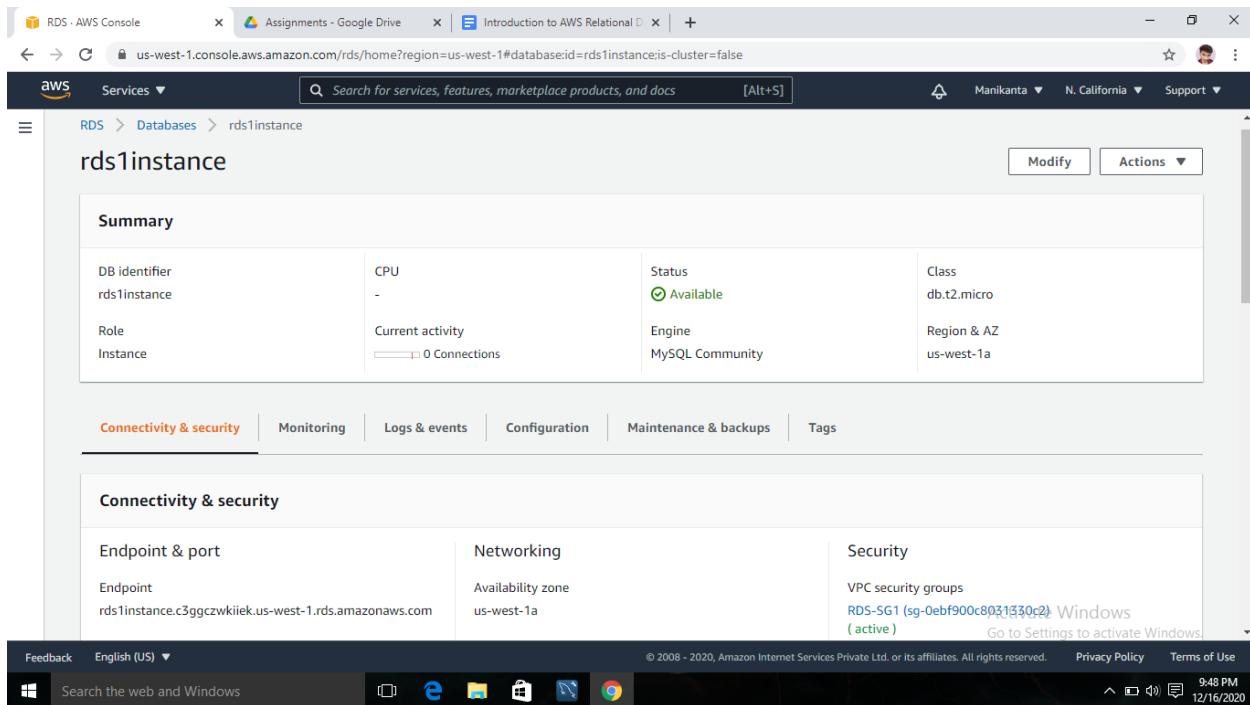 RDS · AWS Console
Assignments - Google Drive
Introduction to AWS Relational D
us-west-1.console.aws.amazon.com/rds/home?region=us-west-1#database:id=rds1instance;is-cluster=false
aws
Services
Search for services, features, marketplace products, and docs [Alt+S]
Manikanta
N. California
Support
RDS > Databases > rds1instance
rds1instance
Modify
Actions
Summary
DB identifier
rds1instance
CPU
-
Status
Available
Class
db.t2.micro
Role
Instance
Current activity
0 Connections
Engine
MySQL Community
Region & AZ
us-west-1a
Connectivity & security
Monitoring
Logs & events
Configuration
Maintenance & backups
Tags
Connectivity & security
Endpoint & port
Endpoint
rds1instance.c3ggczwkiiek.us-west-1.rds.amazonaws.com
Networking
Availability zone
us-west-1a
Security
VPC security groups
RDS-SG1 (sg-0ebf900c8031330c2)
( active )
Activate Windows
Go to Settings to activate Windows.
Feedback
English (US)
© 2008 - 2020, Amazon Internet Services Private Ltd. or its affiliates. All rights reserved.
Privacy Policy
Terms of Use
Search the web and Windows
9:48 PM
12/16/2020